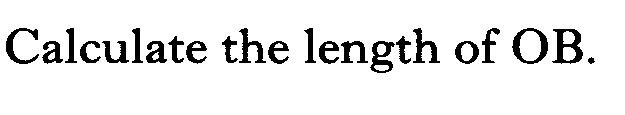 Calculate the length of OB.